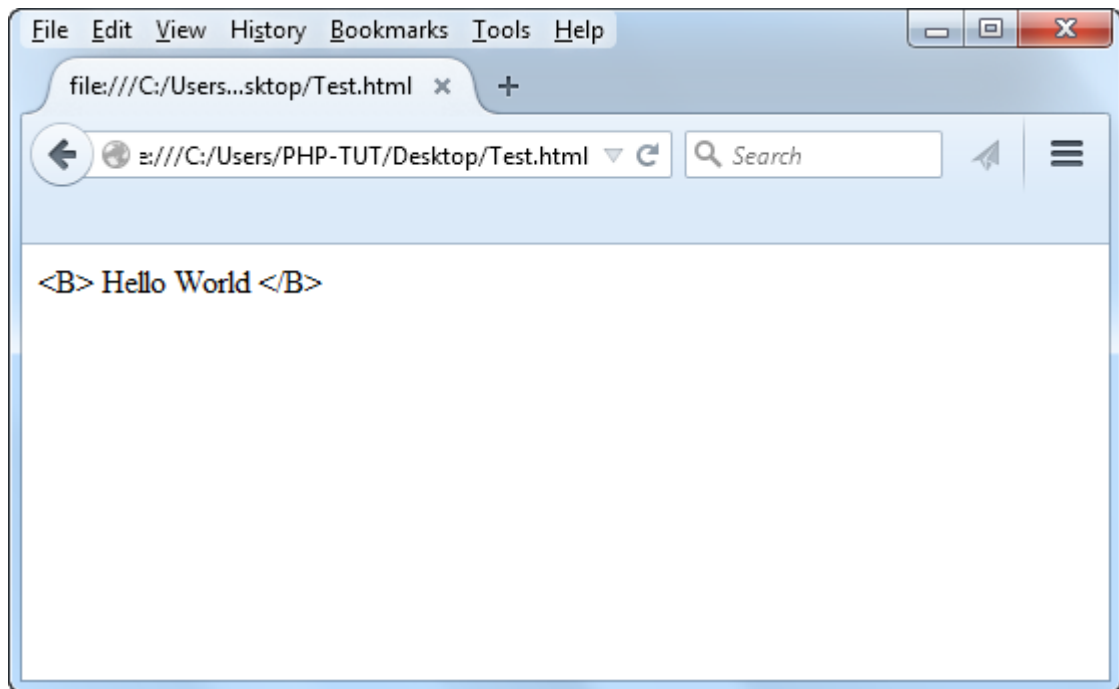 File Edit View History Bookmarks Tools Help
file:///C:/Users...sktop/Test.html
e:///C:/Users/PHP-TUT/Desktop/Test.html Search
<B> Hello World </B>